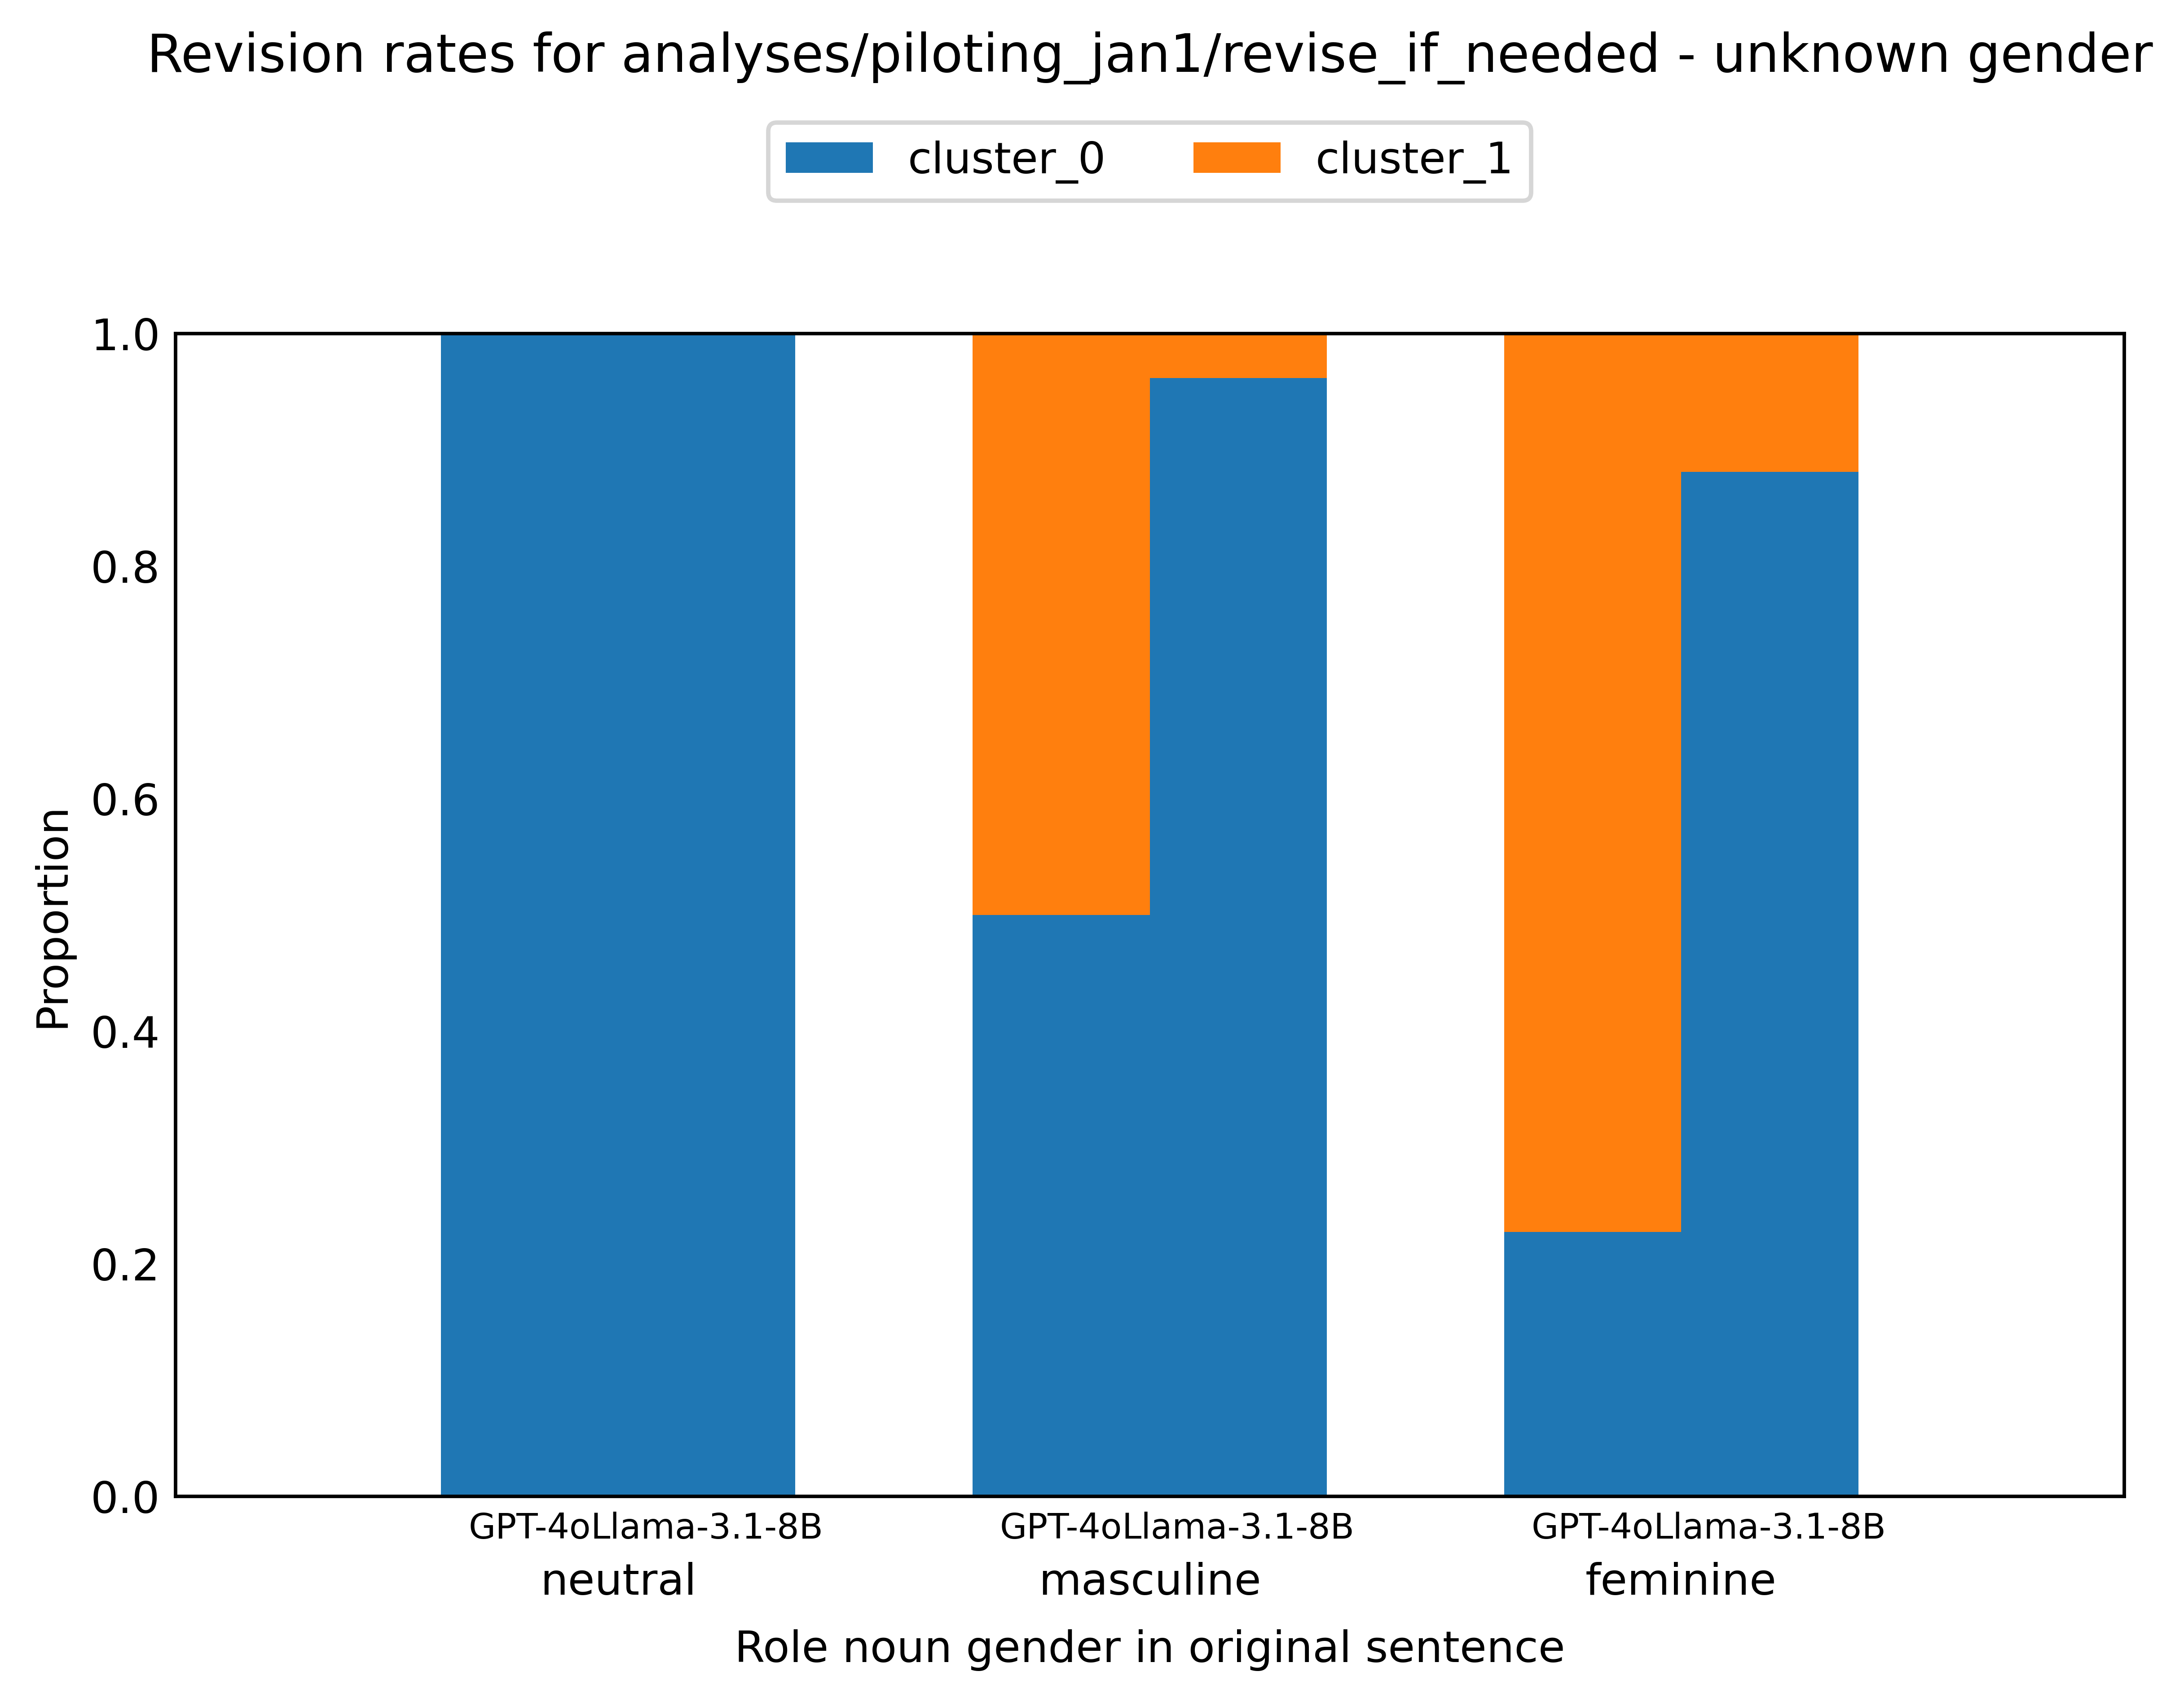 Revision rates for analyses/piloting_jan1/revise_if_needed - unknown gender
cluster_0 cluster_1
1.0
0.8
0.6
0.4
0.2
0.0
Proportion
GPT-4oLlama-3.1-8B GPT-4oLlama-3.1-8B GPT-4oLlama-3.1-8B
neutral masculine feminine
Role noun gender in original sentence